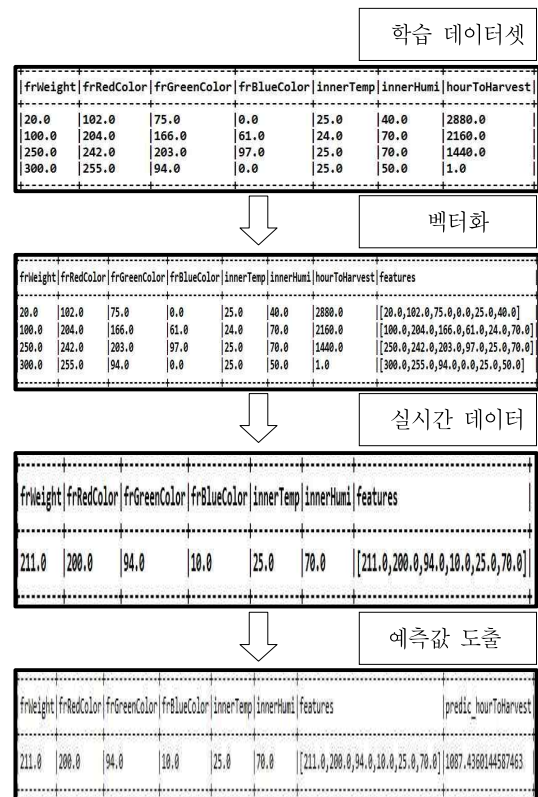 학습 데이터셋
|frWeight|frRedColor|frGreenColor|frBlueColor|innerTemp|innerHumi|hourToHarvest|
|20.0 |102.0 |75.0 |0.0 |25.0 |40.0 |2880.0
|100.0 |204.0 |166.0 |61.0 |24.0 |70.0 |2160.0
|250.0 |242.0 |203.0 |97.0 |25.0 |70.0 |1440.0
|300.0 |255.0 |94.0 |0.0 |25.0 |50.0 |1.0
벡터화
frWeight|frRedColor|frGreenColor|frBlueColor|innerTemp|innerHumi|hourToHarvest|features
20.0 |102.0 |75.0 |0.0 |25.0 |40.0 |2880.0 |[20.0,102.0,75.0,0.0,25.0,40.0] |
100.0 |204.0 |166.0 |61.0 |24.0 |70.0 |2160.0 |[100.0,204.0,166.0,61.0,24.0,70.0]|
250.0 |242.0 |203.0 |97.0 |25.0 |70.0 |1440.0 |[250.0,242.0,203.0,97.0,25.0,70.0]|
300.0 |255.0 |94.0 |0.0 |25.0 |50.0 |1.0 |[300.0,255.0,94.0,0.0,25.0,50.0] |
실시간 데이터
frWeight|frRedColor|frGreenColor|frBlueColor|innerTemp|innerHumi|features |
211.0 |200.0 |94.0 |10.0 |25.0 |70.0 |[211.0,200.0,94.0,10.0,25.0,70.0]|
예측값 도출
frWeight|frRedColor|frGreenColor|frBlueColor|innerTemp|innerHumi|features |predic_hourToHarvest|
211.0 |200.0 |94.0 |10.0 |25.0 |70.0 |[211.0,200.0,94.0,10.0,25.0,70.0]|1087.4360144587463 |